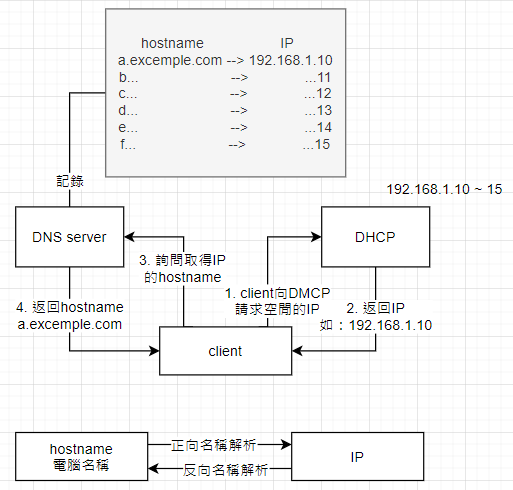 hostname IP
a.excemple.com --> 192.168.1.10
b... --> ...11
c... --> ...12
d... --> ...13
e... --> ...14
f... --> ...15
記錄
192.168.1.10 ~ 15
DNS server
DHCP
3. 詢問取得IP
的hostname
1. client向DMCP
請求空閒的IP
4. 返回hostname
a.excemple.com
2. 返回IP
如：192.168.1.10
client
hostname
電腦名稱
正向名稱解析
反向名稱解析
IP